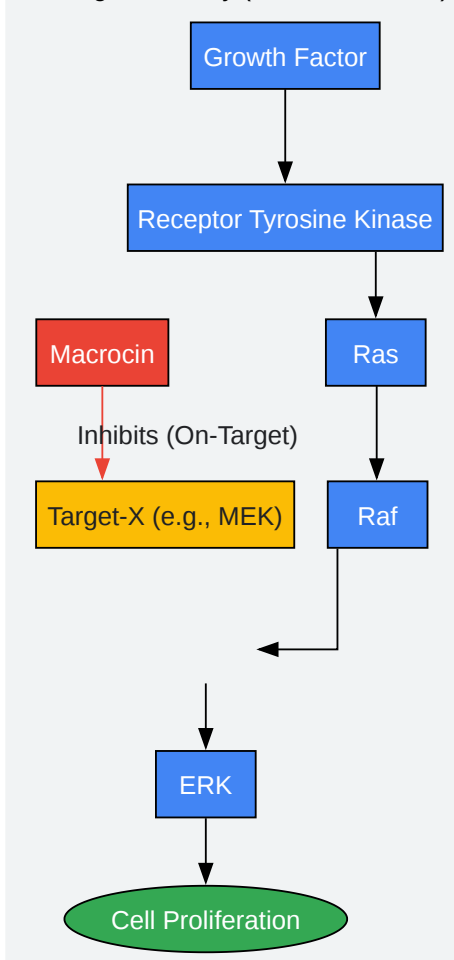 Growth Factor
Receptor Tyrosine Kinase
Macrocin
Ras
Inhibits (On-Target)
Target-X (e.g., MEK)
Raf
ERK
Cell Proliferation